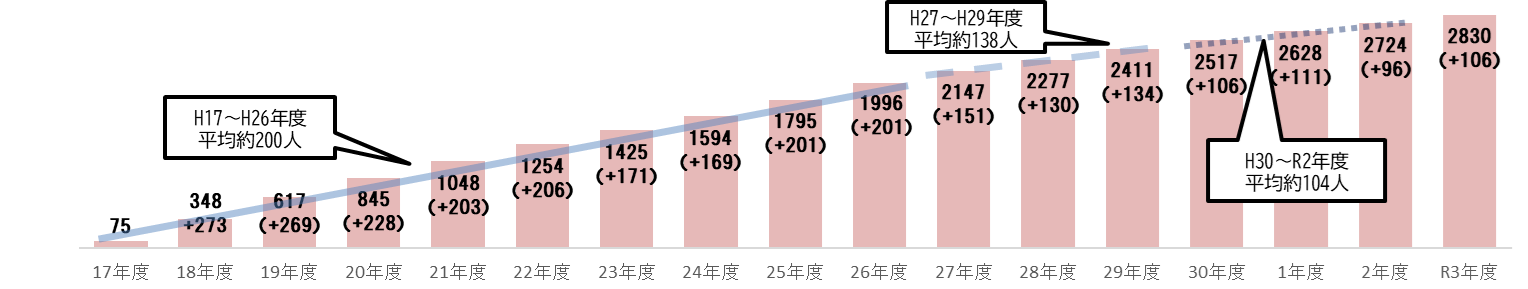 H27～H29年度
平均約138人
H17～H26年度
平均約200人
H30～R2年度
平均約104人
75
348
+273
617
(+269)
845
(+228)
1048
(+203)
1254
(+206)
1425
(+171)
1594
(+169)
1795
(+201)
1996
(+201)
2147
(+151)
2277
(+130)
2411
(+134)
2517
(+106)
2628
(+111)
2724
(+96)
2830
(+106)
17年度
18年度
19年度
20年度
21年度
22年度
23年度
24年度
25年度
26年度
27年度
28年度
29年度
30年度
1年度
2年度
R3年度